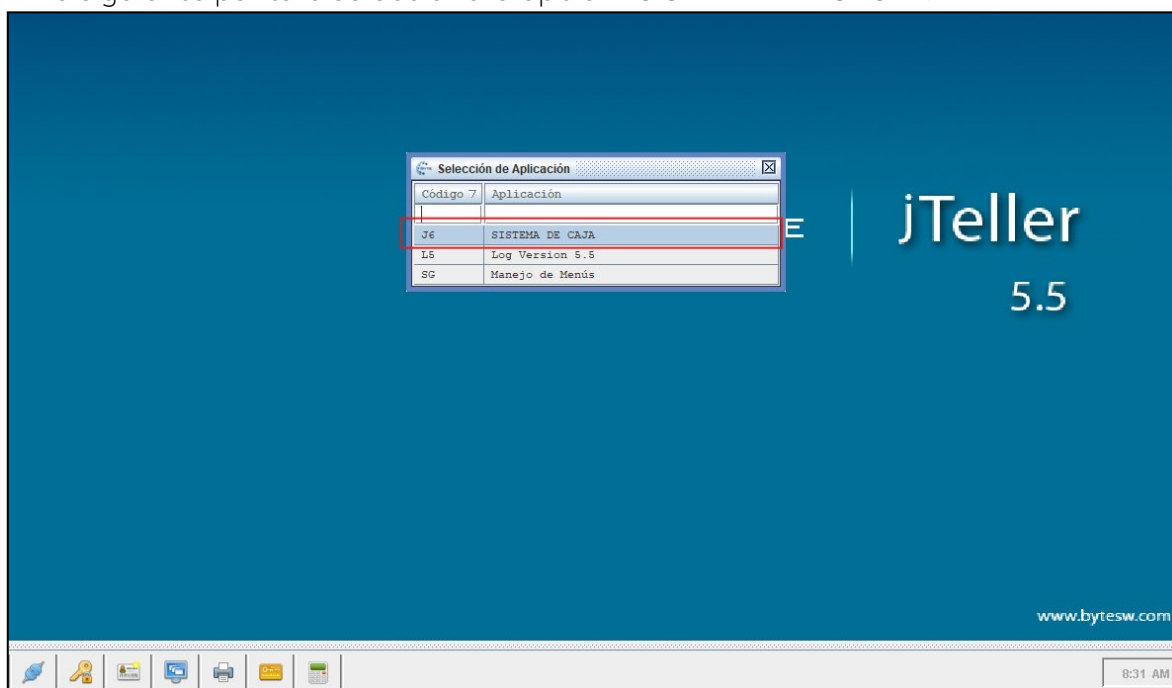 Selección de Aplicación
Código Aplicación
J6 SISTEMA DE CAJA
L5 Log Version 5.5
SG Manejo de Menús
E
jTeller
5.5
www.bytesw.com
8:31 AM